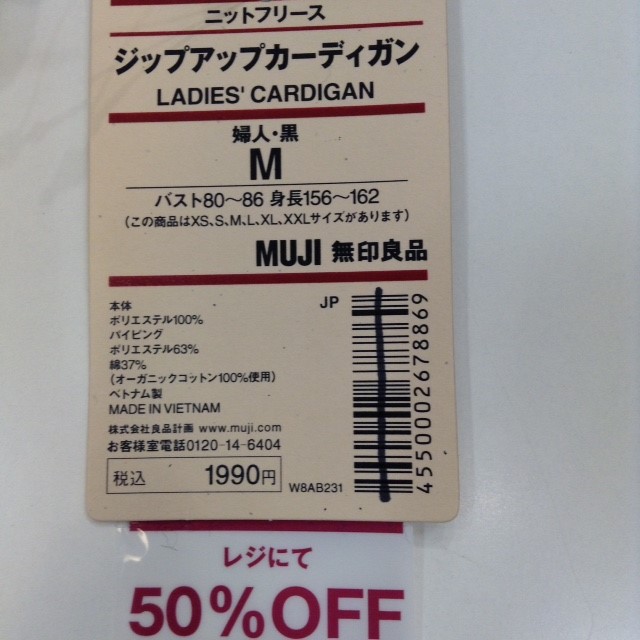 ニットフリース
ジップアップカーディガン
LADIES' CARDIGAN
婦人・黒
M
バスト80〜86 身長156〜162
(この商品はXS、S、M、L、XL、XXLサイズがあります)
MUJI 無印良品
本体
ポリエステル100%
パイピング
ポリエステル63%
綿37%
(オーガニックコットン100%使用)
ベトナム製
MADE IN VIETNAM
株式会社良品計画 www.muji.com
お客様室電話0120-14-6404
税込 1990円
W8AB231
JP
4550002678869
レジにて
50%OFF